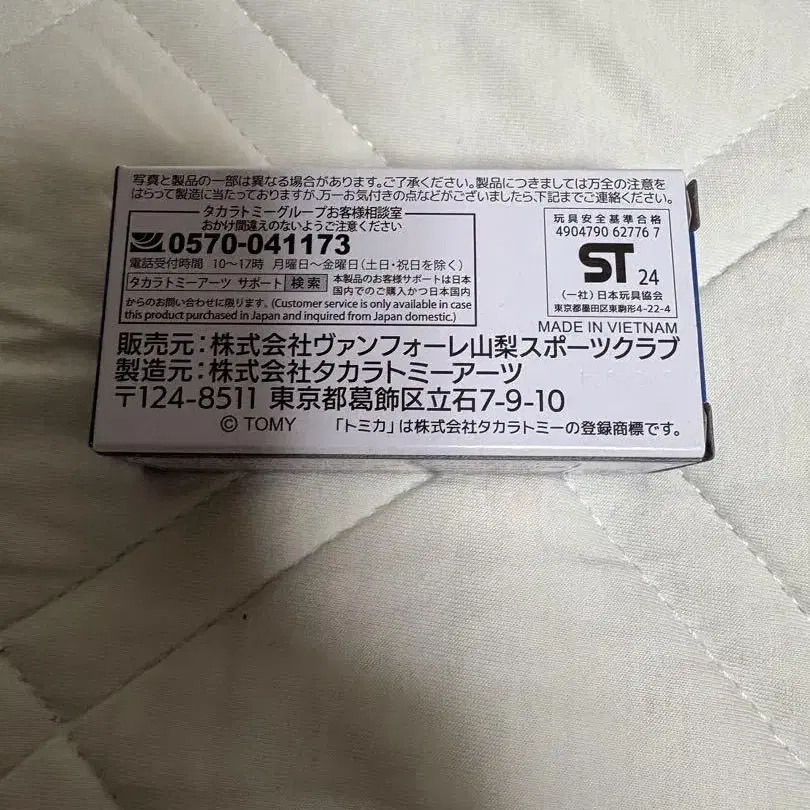 写真と製品の一部は異なる場合があります。ご了承ください。製品につきましては万全の注意を
はらって製造に当たっておりますが、万一お気付きの点などがございましたら、下記までご連絡ください。
タカラトミーグループお客様相談室
おかけ間違えのないようご注意ください
0570-041173
電話受付時間 10〜17時 月曜日〜金曜日(土日・祝日を除く)
タカラトミーアーツ サポート 検索 本製品のお客様サポートは日本
国内でのご購入かつ日本国内
からのお問い合わせに限ります。(Customer service is only available in case
this product purchased in Japan and inquired from Japan domestic.)
玩具安全基準合格
4904790 62776 7
ST 24
(一社)日本玩具協会
東京都墨田区東駒形4-22-4
MADE IN VIETNAM
販売元:株式会社ヴァンフォーレ山梨スポーツクラブ
製造元:株式会社タカラトミーアーツ
〒124-8511 東京都葛飾区立石7-9-10
© TOMY 「トミカ」は株式会社タカラトミーの登録商標です。